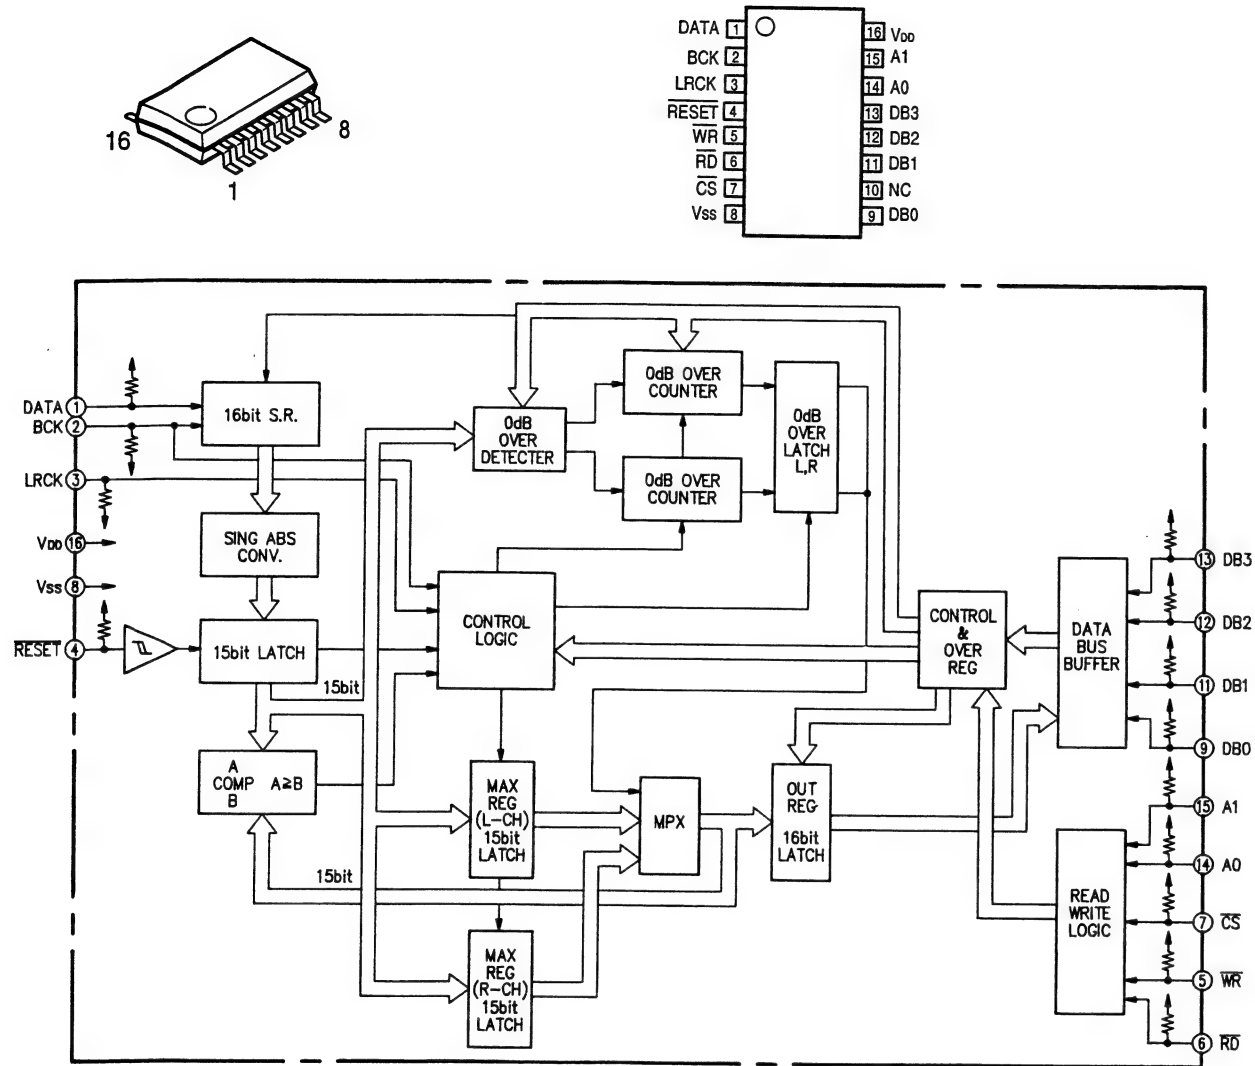 16
8
1
DATA 1
BCK 2
LRCK 3
RESET 4
WR 5
RD 6
CS 7
Vss 8
16 VDD
15 A1
14 A0
13 DB3
12 DB2
11 DB1
10 NC
9 DB0
DATA 1
BCK 2
LRCK 3
VDD 16
Vss 8
RESET 4
16bit S.R.
SING ABS
CONV.
15bit LATCH
15bit
A
COMP A≥B
B
15bit
0dB
OVER
DETECTER
0dB OVER
COUNTER
0dB OVER
COUNTER
0dB
OVER
LATCH
L,R
CONTROL
LOGIC
MAX
REG
(L-CH)
15bit
LATCH
MAX
REG
(R-CH)
15bit
LATCH
MPX
OUT
REG
16bit
LATCH
CONTROL
&
OVER
REG
DATA
BUS
BUFFER
READ
WRITE
LOGIC
13 DB3
12 DB2
11 DB1
9 DB0
15 A1
14 A0
7 CS
5 WR
6 RD